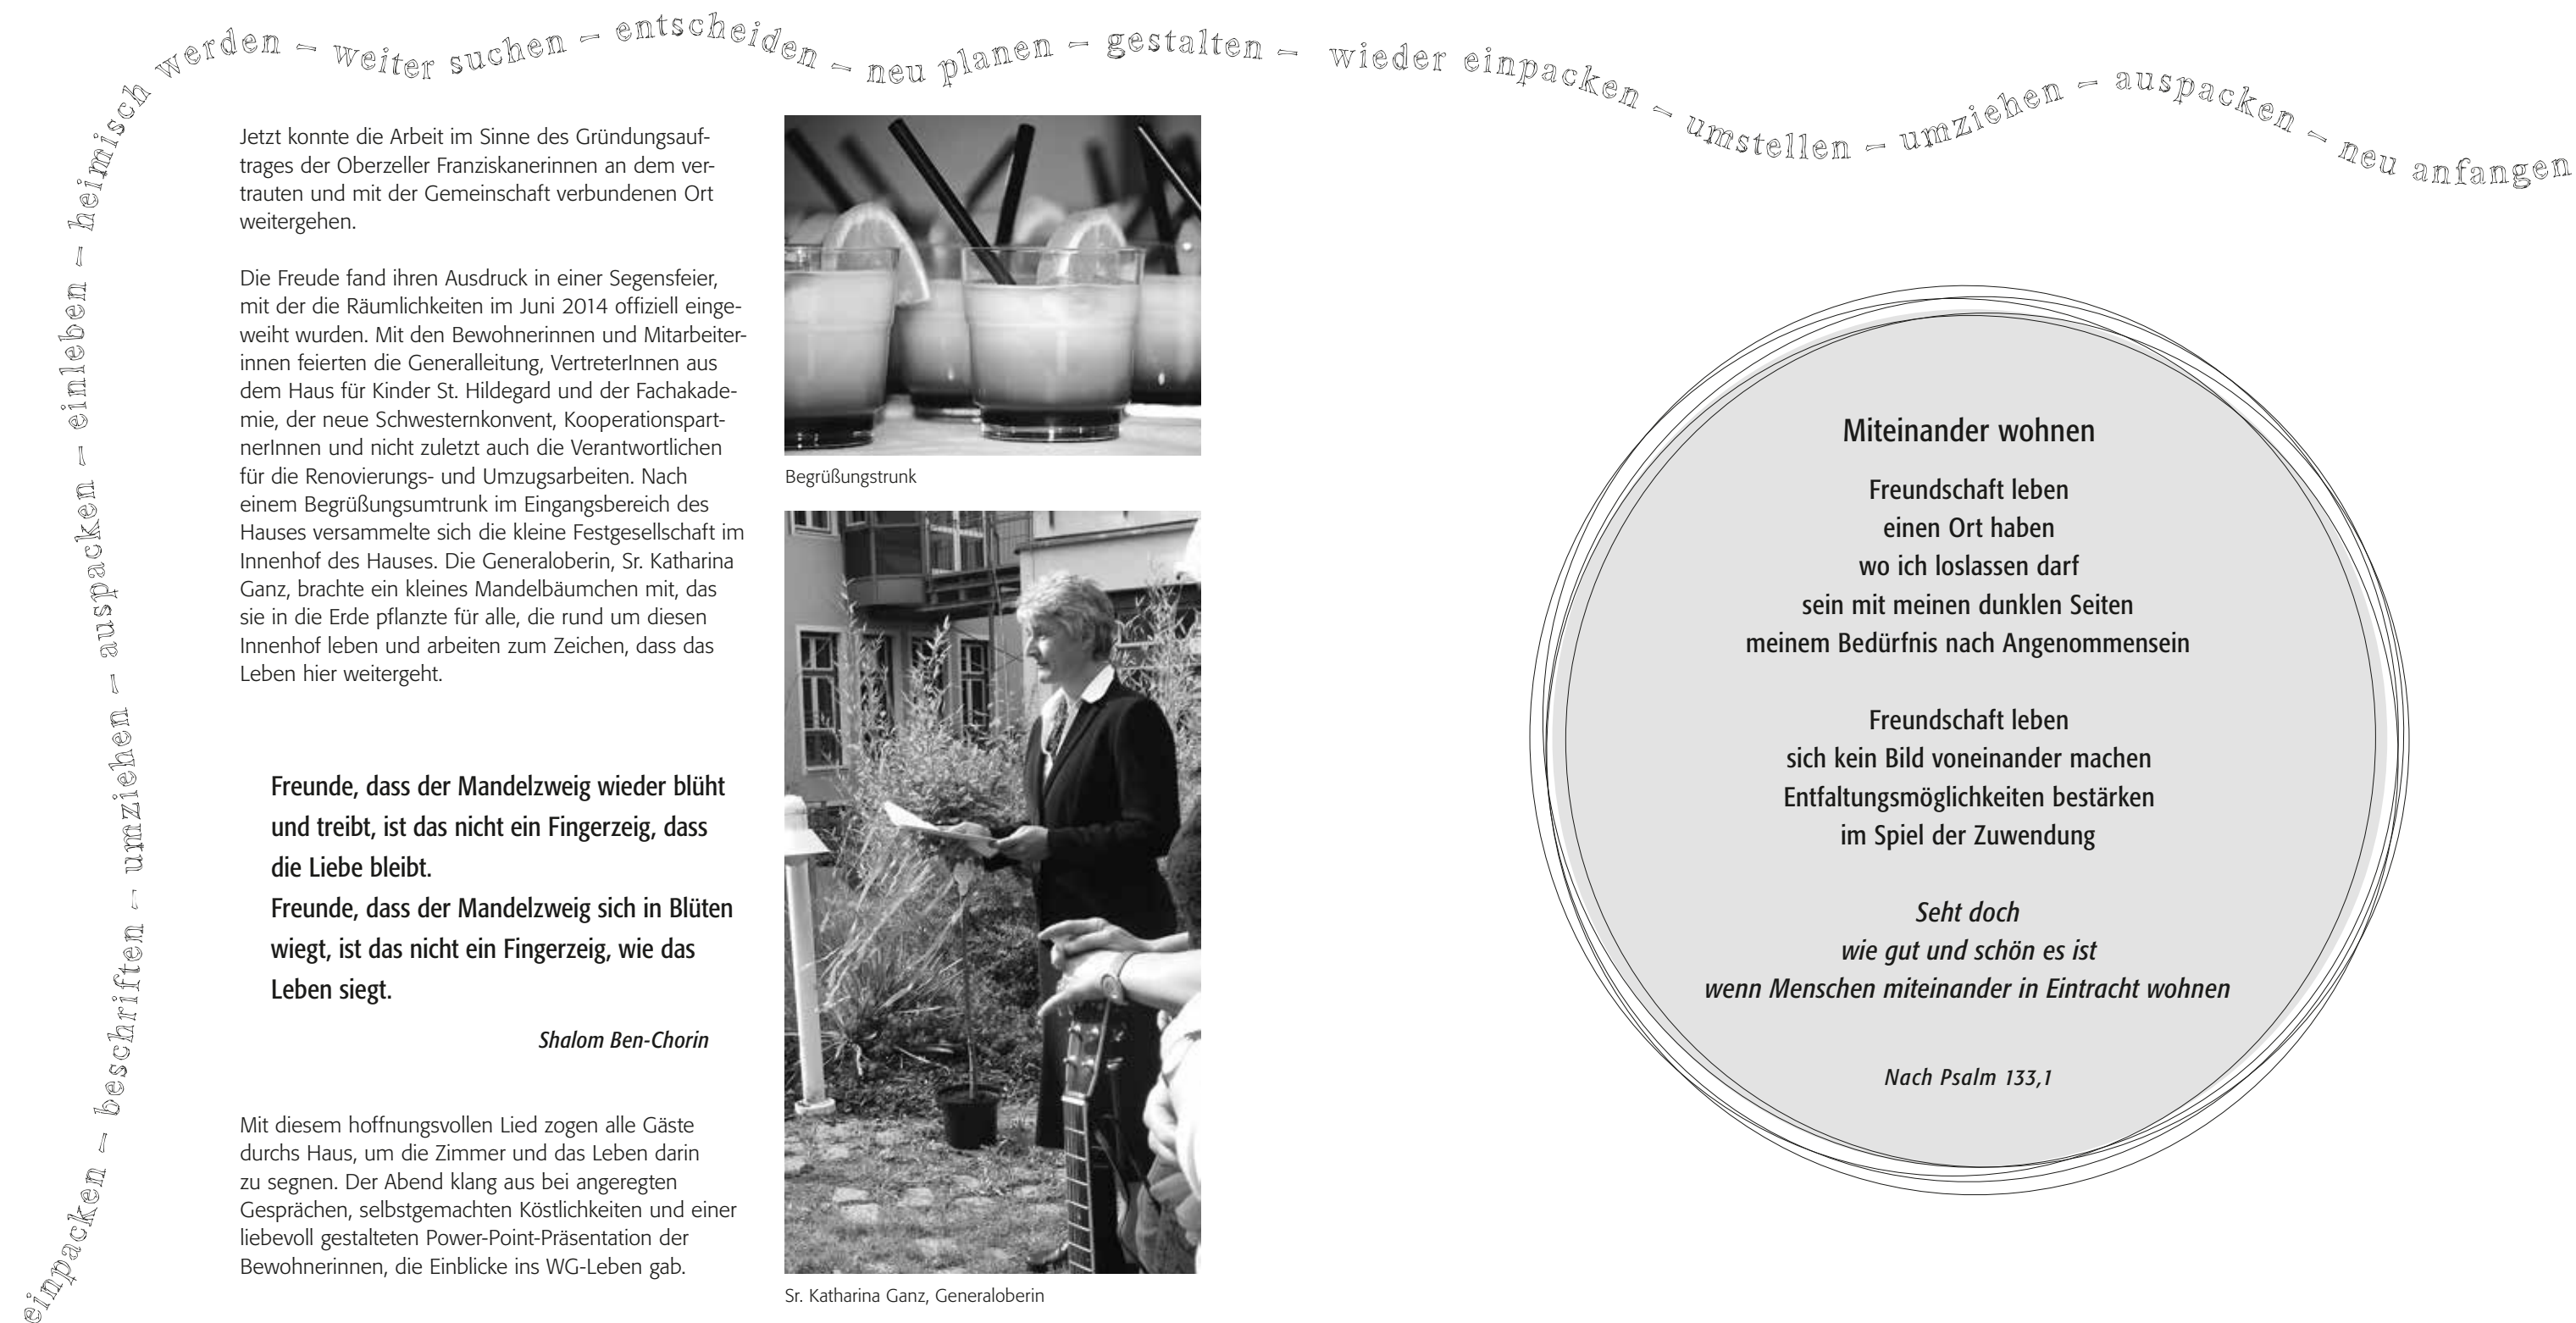 einpacken – beschriften – umziehen – auspacken – einleben – heimisch werden – weiter suchen – entscheiden – neu planen – gestalten – wieder einpacken – umstellen – umziehen – auspacken – neu anfangen
Jetzt konnte die Arbeit im Sinne des Gründungsauf-
trages der Oberzeller Franziskanerinnen an dem ver-
trauten und mit der Gemeinschaft verbundenen Ort
weitergehen.
Die Freude fand ihren Ausdruck in einer Segensfeier,
mit der die Räumlichkeiten im Juni 2014 offiziell einge-
weiht wurden. Mit den Bewohnerinnen und Mitarbeiter-
innen feierten die Generalleitung, VertreterInnen aus
dem Haus für Kinder St. Hildegard und der Fachakade-
mie, der neue Schwesternkonvent, Kooperationspart-
nerInnen und nicht zuletzt auch die Verantwortlichen
für die Renovierungs- und Umzugsarbeiten. Nach
einem Begrüßungsumtrunk im Eingangsbereich des
Hauses versammelte sich die kleine Festgesellschaft im
Innenhof des Hauses. Die Generaloberin, Sr. Katharina
Ganz, brachte ein kleines Mandelbäumchen mit, das
sie in die Erde pflanzte für alle, die rund um diesen
Innenhof leben und arbeiten zum Zeichen, dass das
Leben hier weitergeht.
Freunde, dass der Mandelzweig wieder blüht
und treibt, ist das nicht ein Fingerzeig, dass
die Liebe bleibt.
Freunde, dass der Mandelzweig sich in Blüten
wiegt, ist das nicht ein Fingerzeig, wie das
Leben siegt.
Shalom Ben-Chorin
Mit diesem hoffnungsvollen Lied zogen alle Gäste
durchs Haus, um die Zimmer und das Leben darin
zu segnen. Der Abend klang aus bei angeregten
Gesprächen, selbstgemachten Köstlichkeiten und einer
liebevoll gestalteten Power-Point-Präsentation der
Bewohnerinnen, die Einblicke ins WG-Leben gab.
Begrüßungstrunk
Sr. Katharina Ganz, Generaloberin
Miteinander wohnen
Freundschaft leben
einen Ort haben
wo ich loslassen darf
sein mit meinen dunklen Seiten
meinem Bedürfnis nach Angenommensein
Freundschaft leben
sich kein Bild voneinander machen
Entfaltungsmöglichkeiten bestärken
im Spiel der Zuwendung
Seht doch
wie gut und schön es ist
wenn Menschen miteinander in Eintracht wohnen
Nach Psalm 133,1